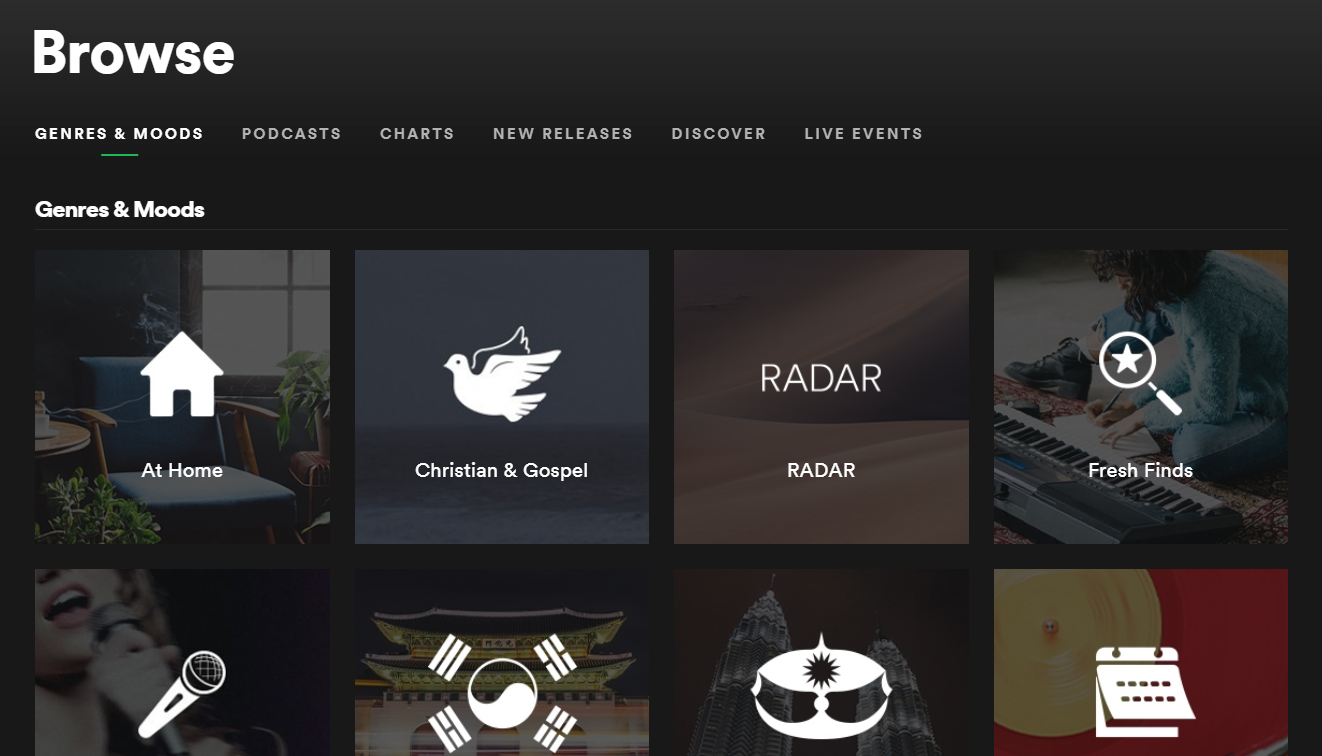 Browse
GENRES & MOODS PODCASTS CHARTS NEW RELEASES DISCOVER LIVE EVENTS
Genres & Moods
RADAR
At Home Christian & Gospel RADAR Fresh Finds